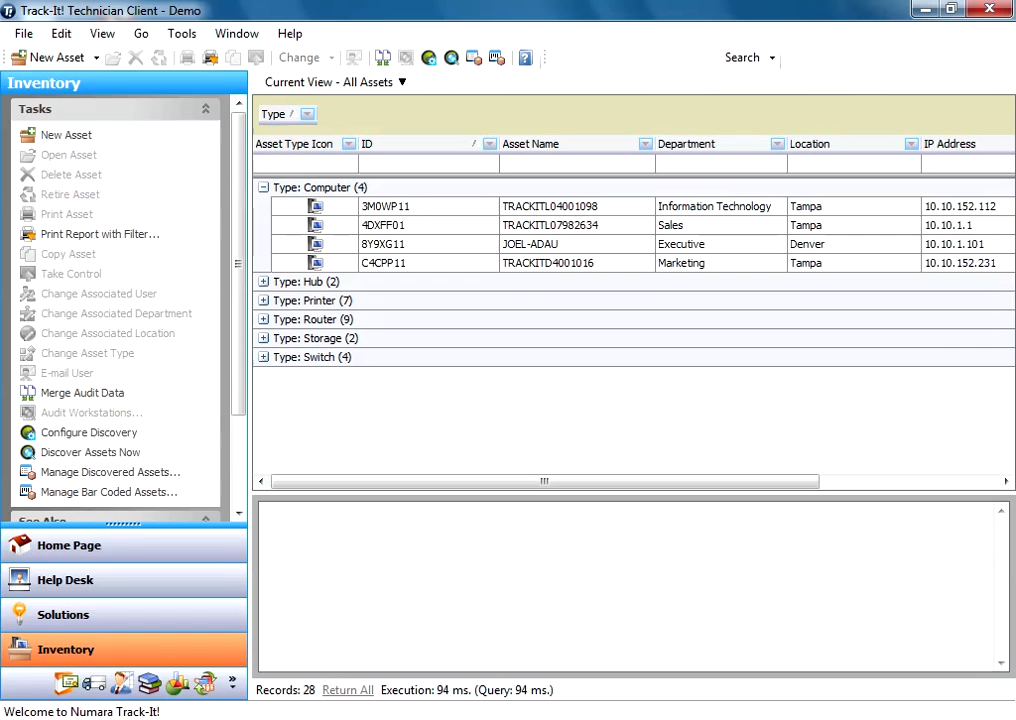 Track-It! Technician Client - Demo
File Edit View Go Tools Window Help
New Asset Change Search
Inventory
Current View - All Assets
Tasks
New Asset
Open Asset
Delete Asset
Retire Asset
Print Asset
Print Report with Filter...
Copy Asset
Take Control
Change Associated User
Change Associated Department
Change Associated Location
Change Asset Type
E-mail User
Merge Audit Data
Audit Workstations...
Configure Discovery
Discover Assets Now
Manage Discovered Assets...
Manage Bar Coded Assets...
See Also
Home Page
Help Desk
Solutions
Inventory
Type /
Asset Type Icon ID / Asset Name Department Location IP Address
Type: Computer (4)
3M0WP11 TRACKITL04001098 Information Technology Tampa 10.10.152.112
4DXFF01 TRACKITL07982634 Sales Tampa 10.10.1.1
8Y9XG11 JOEL-ADAU Executive Denver 10.10.1.101
C4CPP11 TRACKITD4001016 Marketing Tampa 10.10.152.231
Type: Hub (2)
Type: Printer (7)
Type: Router (9)
Type: Storage (2)
Type: Switch (4)
Records: 28 Return All Execution: 94 ms. (Query: 94 ms.)
Welcome to Numara Track-It!